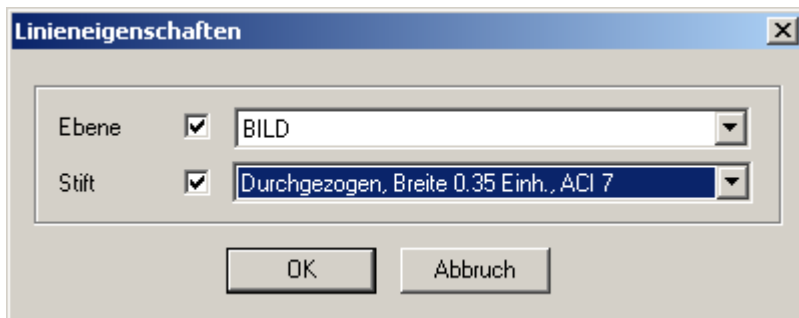 Linieneigenschaften
Ebene BILD
Stift Durchgezogen, Breite 0.35 Einh., ACI 7
OK Abbruch